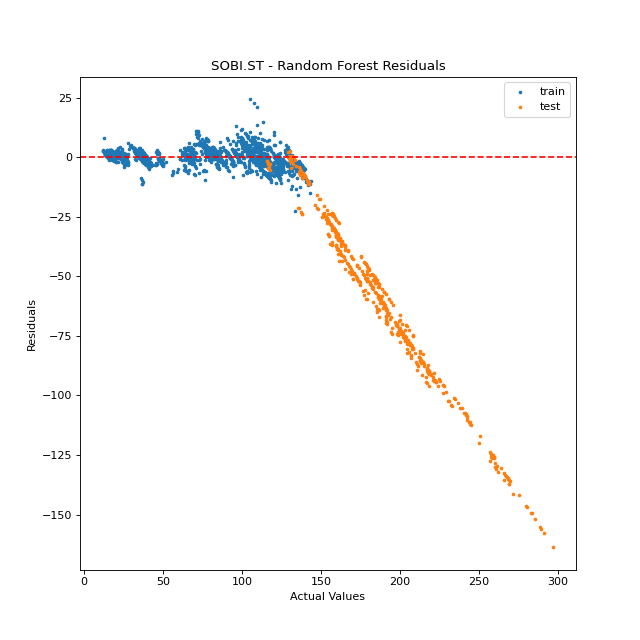 SOBI.ST - Random Forest Residuals
train
test
25
0
−25
−50
−75
−100
−125
−150
Residuals
0 50 100 150 200 250 300
Actual Values